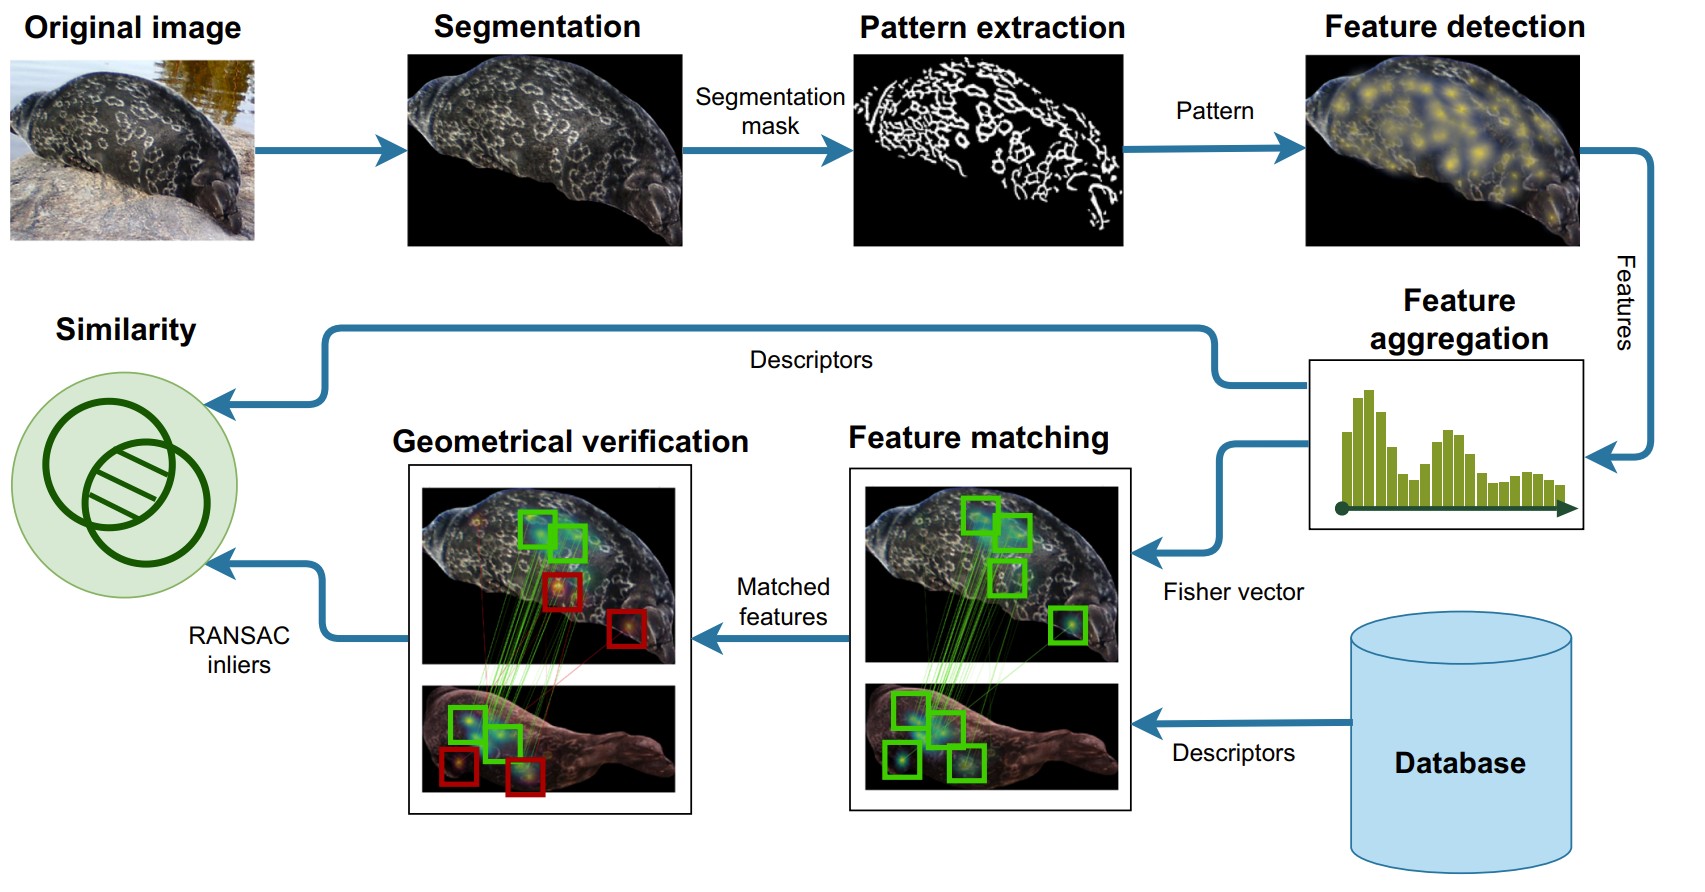 Original image
Segmentation
Pattern extraction
Feature detection
Segmentation
mask
Pattern
Features
Feature
aggregation
Similarity
Descriptors
Geometrical verification
Feature matching
Matched
features
Fisher vector
RANSAC
inliers
Descriptors
Database